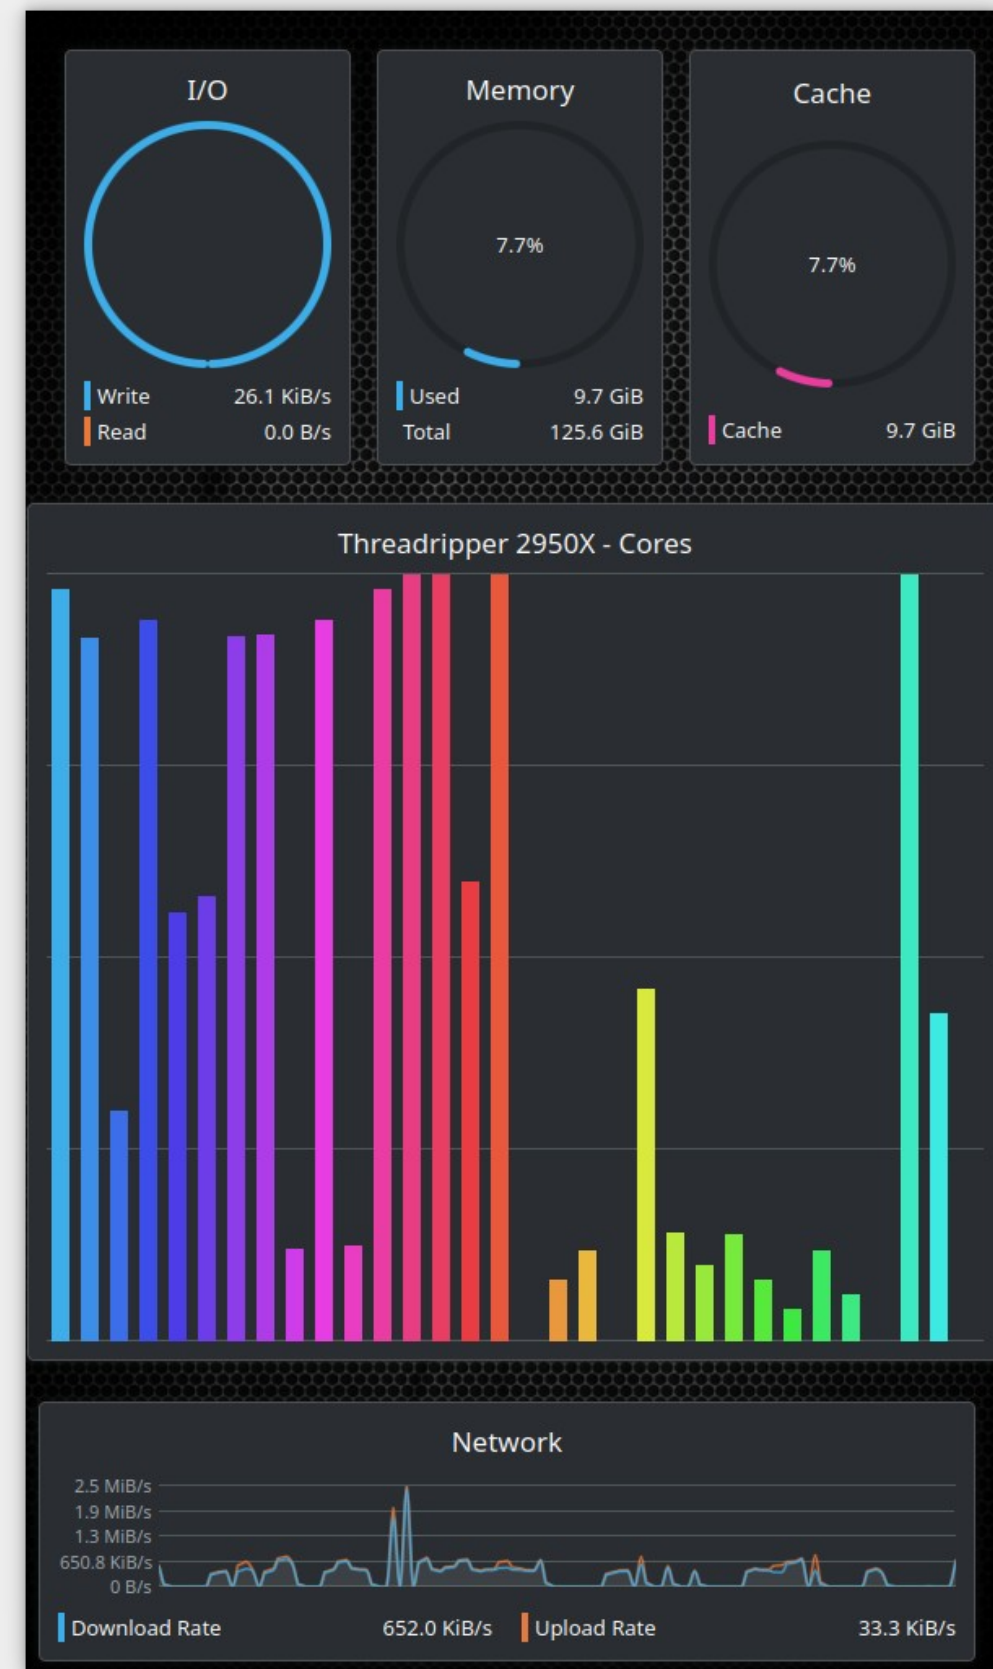 I/O
Write 26.1 KiB/s
Read 0.0 B/s
Memory
7.7%
Used 9.7 GiB
Total 125.6 GiB
Cache
7.7%
Cache 9.7 GiB
Threadripper 2950X - Cores
Network
2.5 MiB/s
1.9 MiB/s
1.3 MiB/s
650.8 KiB/s
0 B/s
Download Rate 652.0 KiB/s Upload Rate 33.3 KiB/s